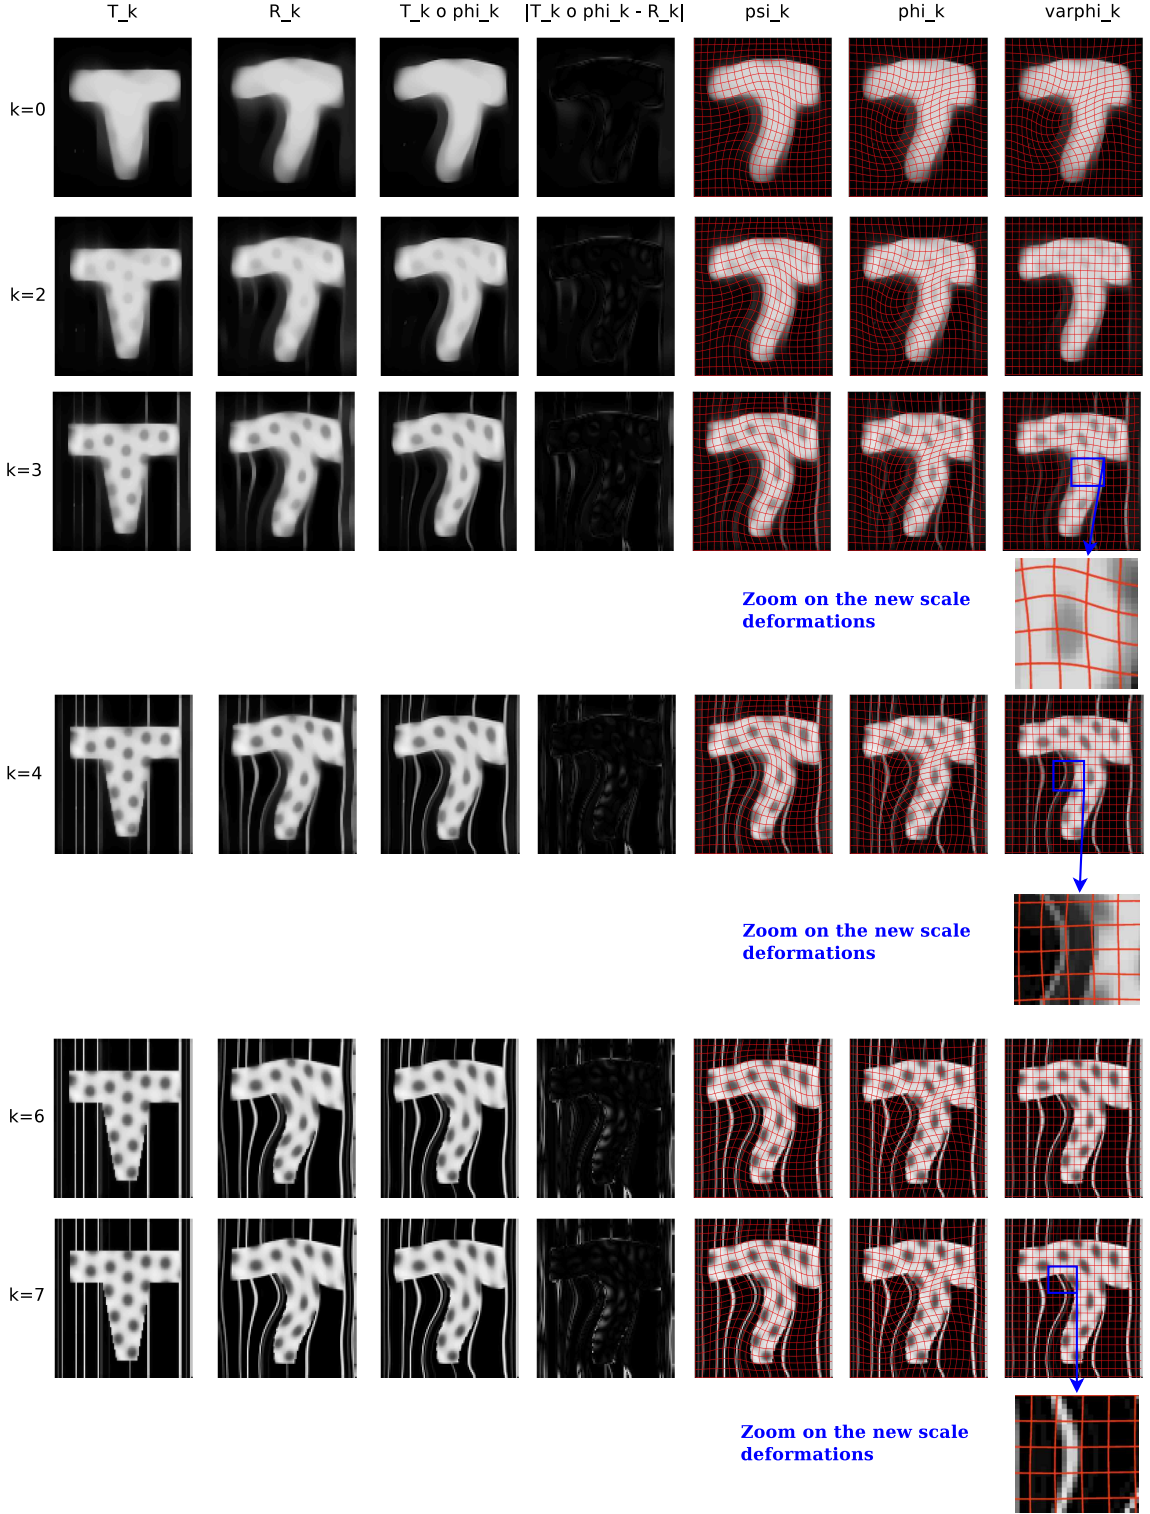 T_k R_k T_k o phi_k |T_k o phi_k - R_k| psi_k phi_k varphi_k
k=0
k=2
k=3
Zoom on the new scale
deformations
k=4
Zoom on the new scale
deformations
k=6
k=7
Zoom on the new scale
deformations